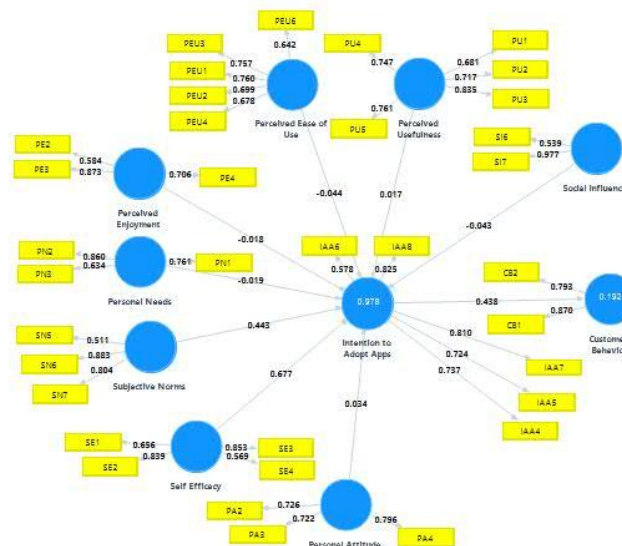 PEU6
PEU3
0.642
PU4
PU1
0.757
0.681
PEU1
0.760
0.747
0.717
PU2
PEU2
0.699
0.835
PEU4
0.678
0.761
PU3
Perceived Ease of
Use
PU5
Perceived
Usefulness
SI6
0.539
SI7
0.977
PE2
0.584
PE3
0.873
0.706
PE4
Social Influenc
Perceived
Enjoyment
-0.044
0.017
-0.043
-0.018
PN2
0.860
PN3
0.634
0.761
PN1
IAA6
IAA8
0.578
0.825
Personal Needs
-0.019
CB2
0.793
0.978
0.438
0.192
SN5
0.511
0.443
CB1
0.870
SN6
0.883
Intention to
Adopt Apps
0.810
Custome
Behavio
SN7
0.804
Subjective Norms
0.724
0.737
IAA7
0.677
IAA5
0.034
IAA4
SE1
0.656
SE2
0.839
0.853
SE3
0.569
SE4
Self Efficacy
PA2
0.726
PA3
0.722
0.796
PA4
Personal Attitude